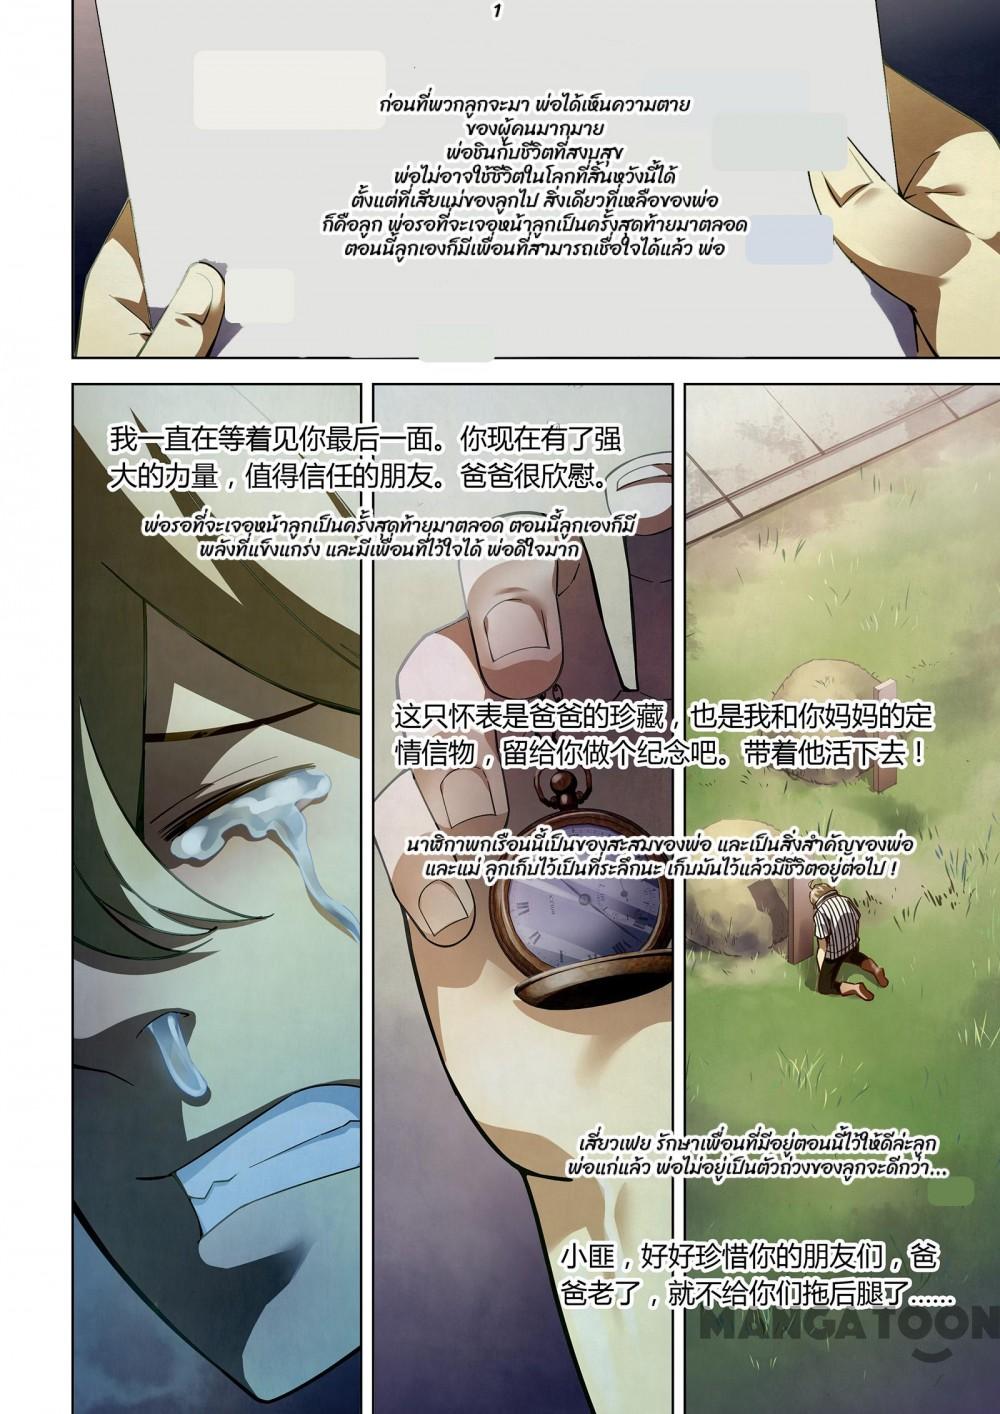 1
ก่อนที่พวกลูกจะมา พ่อได้เห็นความตาย
ของผู้คนมากมาย
พ่อชินกับชีวิตที่สงบสุข
พ่อไม่อาจใช้ชีวิตในโลกที่สิ้นหวังนี้ได้
ตั้งแต่ที่เสียแม่ของลูกไป สิ่งเดียวที่เหลือของพ่อ
ก็คือลูก พ่อรอที่จะเจอหน้าลูกเป็นครั้งสุดท้ายมาตลอด
ตอนนี้ลูกเองก็มีเพื่อนที่สามารถเชื่อใจได้แล้ว พ่อ
我一直在等着见你最后一面。你现在有了强
大的力量，值得信任的朋友。爸爸很欣慰。
พ่อรอที่จะเจอหน้าลูกเป็นครั้งสุดท้ายมาตลอด ตอนนี้ลูกเองก็มี
พลังที่แข็งแกร่ง และมีเพื่อนที่ไว้ใจได้ พ่อดีใจมาก
这只怀表是爸爸的珍藏，也是我和你妈妈的定
情信物，留给你做个纪念吧。带着他活下去！
นาฬิกาพกเรือนนี้เป็นของสะสมของพ่อ และเป็นสิ่งสำคัญของพ่อ
และแม่ ลูกเก็บไว้เป็นที่ระลึกนะ เก็บมันไว้แล้วมีชีวิตอยู่ต่อไป !
เสี่ยวเฟย รักษาเพื่อนที่มีอยู่ตอนนี้ไว้ให้ดีล่ะลูก
พ่อแก่แล้ว พ่อไม่อยู่เป็นตัวถ่วงของลูกจะดีกว่า...
小匪，好好珍惜你的朋友们，爸
爸老了，就不给你们拖后腿了......
MANGATOON